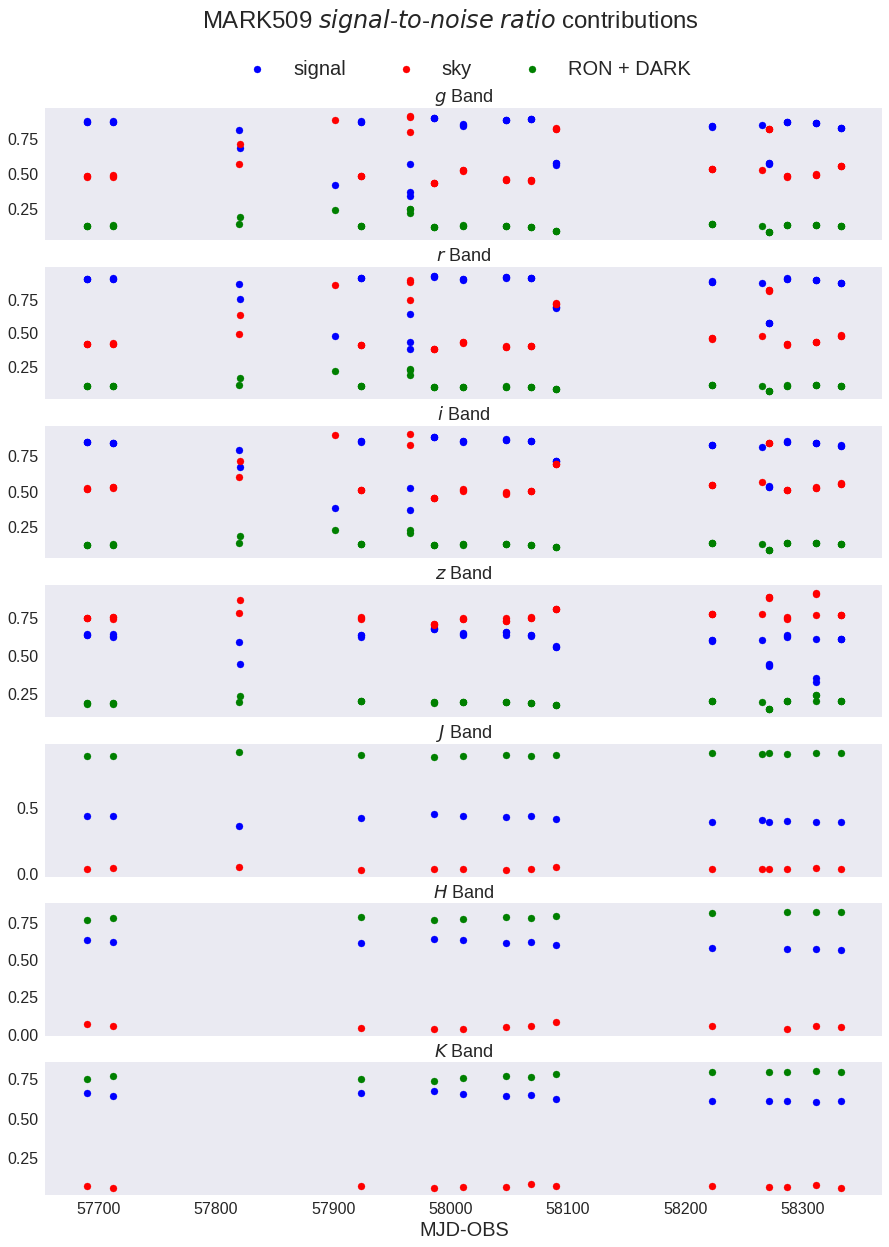 MARK509 signal-to-noise ratio contributions
signal sky RON + DARK
g Band
0.75
0.50
0.25
r Band
0.75
0.50
0.25
i Band
0.75
0.50
0.25
z Band
0.75
0.50
0.25
J Band
0.5
0.0
H Band
0.75
0.50
0.25
0.00
K Band
0.75
0.50
0.25
57700 57800 57900 58000 58100 58200 58300
MJD-OBS